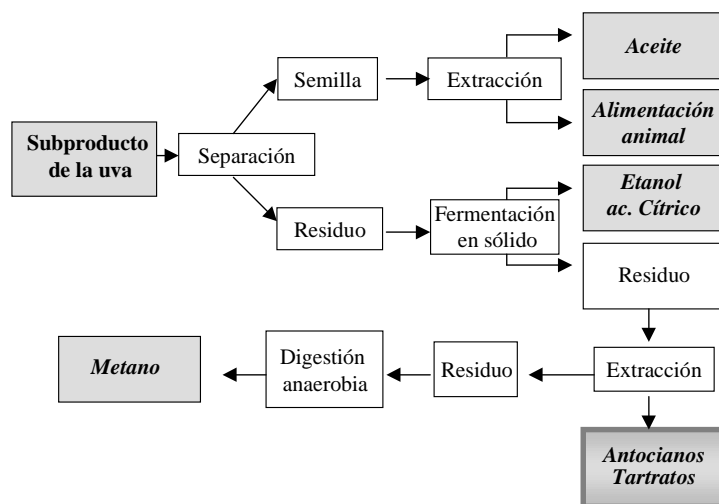 Aceite
Semilla
Extracción
Alimentación
animal
Subproducto
de la uva
Separación
Etanol
ac. Cítrico
Fermentación
en sólido
Residuo
Residuo
Metano
Digestión
anaerobia
Residuo
Extracción
Antocianos
Tartratos